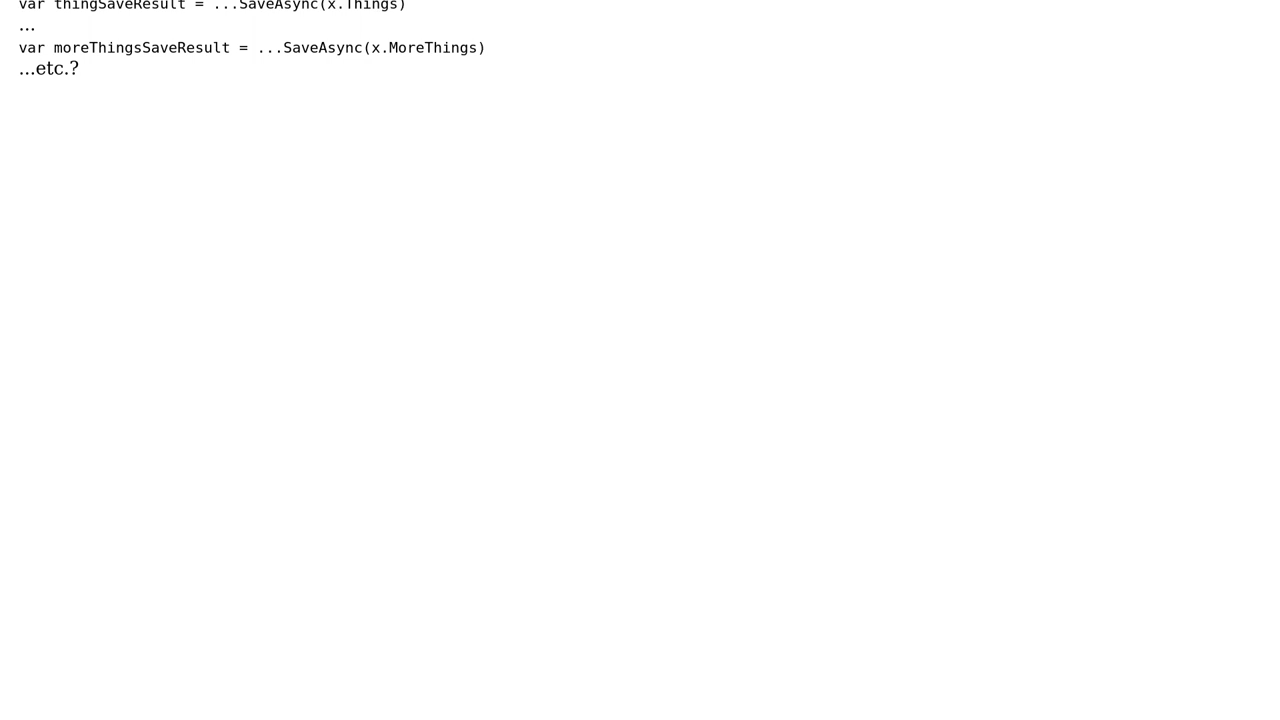 var thingSaveResult = ...SaveAsync(x.Things)
...
var moreThingsSaveResult = ...SaveAsync(x.MoreThings)
...etc.?